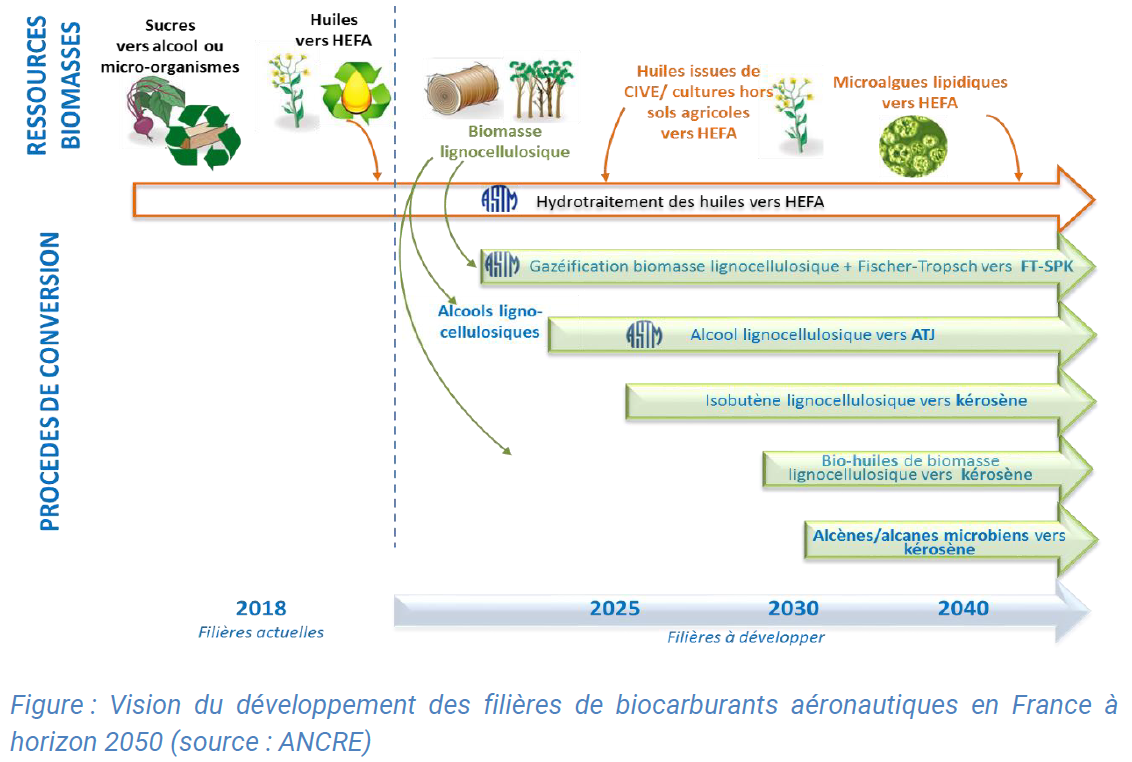 RESSOURCES
BIOMASSES
Sucres
vers alcool ou
micro-organismes
Huiles
vers HEFA
Biomasse
lignocellulosique
Huiles issues de
CIVE/ cultures hors
sols agricoles
vers HEFA
Microalgues lipidiques
vers HEFA
PROCEDES DE CONVERSION
ASTM
Hydrotraitement des huiles vers HEFA
ASTM
Gazéification biomasse lignocellulosique + Fischer-Tropsch vers FT-SPK
Alcools ligno-
cellulosiques
ASTM
Alcool lignocellulosique vers ATJ
Isobutène lignocellulosique vers kérosène
Bio-huiles de biomasse
lignocellulosique vers kérosène
Alcènes/alcanes microbiens vers
kérosène
2018
Filières actuelles
2025
2030
2040
Filières à développer
Figure : Vision du développement des filières de biocarburants aéronautiques en France à
horizon 2050 (source : ANCRE)